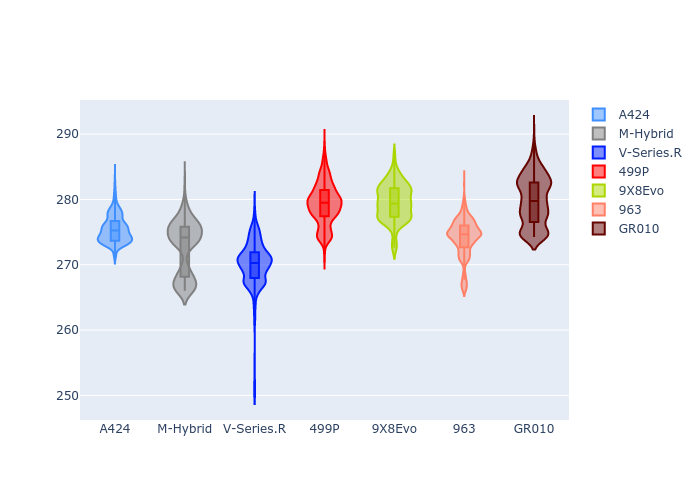 290
280
270
260
250
A424
M-Hybrid
V-Series.R
499P
9X8Evo
963
GR010
A424
M-Hybrid
V-Series.R
499P
9X8Evo
963
GR010